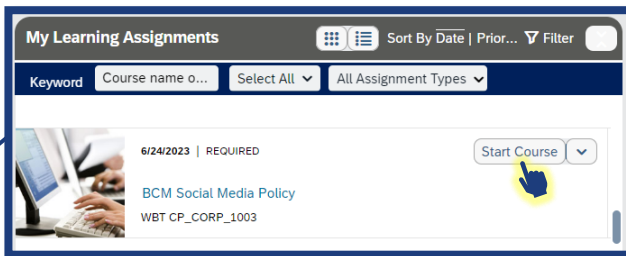 My Learning Assignments Sort By Date | Prior... Filter
Keyword Course name o... Select All All Assignment Types
6/24/2023 | REQUIRED Start Course
BCM Social Media Policy
WBT CP_CORP_1003